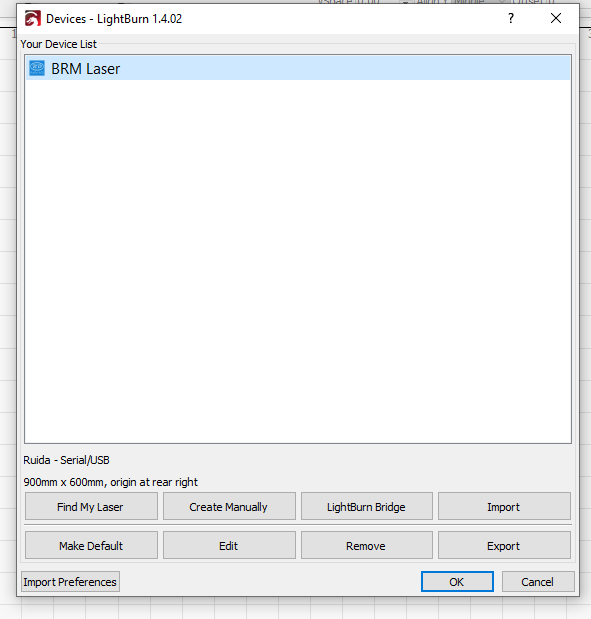 Devices - LightBurn 1.4.02 ?
Your Device List
BRM Laser
Ruida - Serial/USB
900mm x 600mm, origin at rear right
Find My Laser Create Manually LightBurn Bridge Import
Make Default Edit Remove Export
Import Preferences OK Cancel